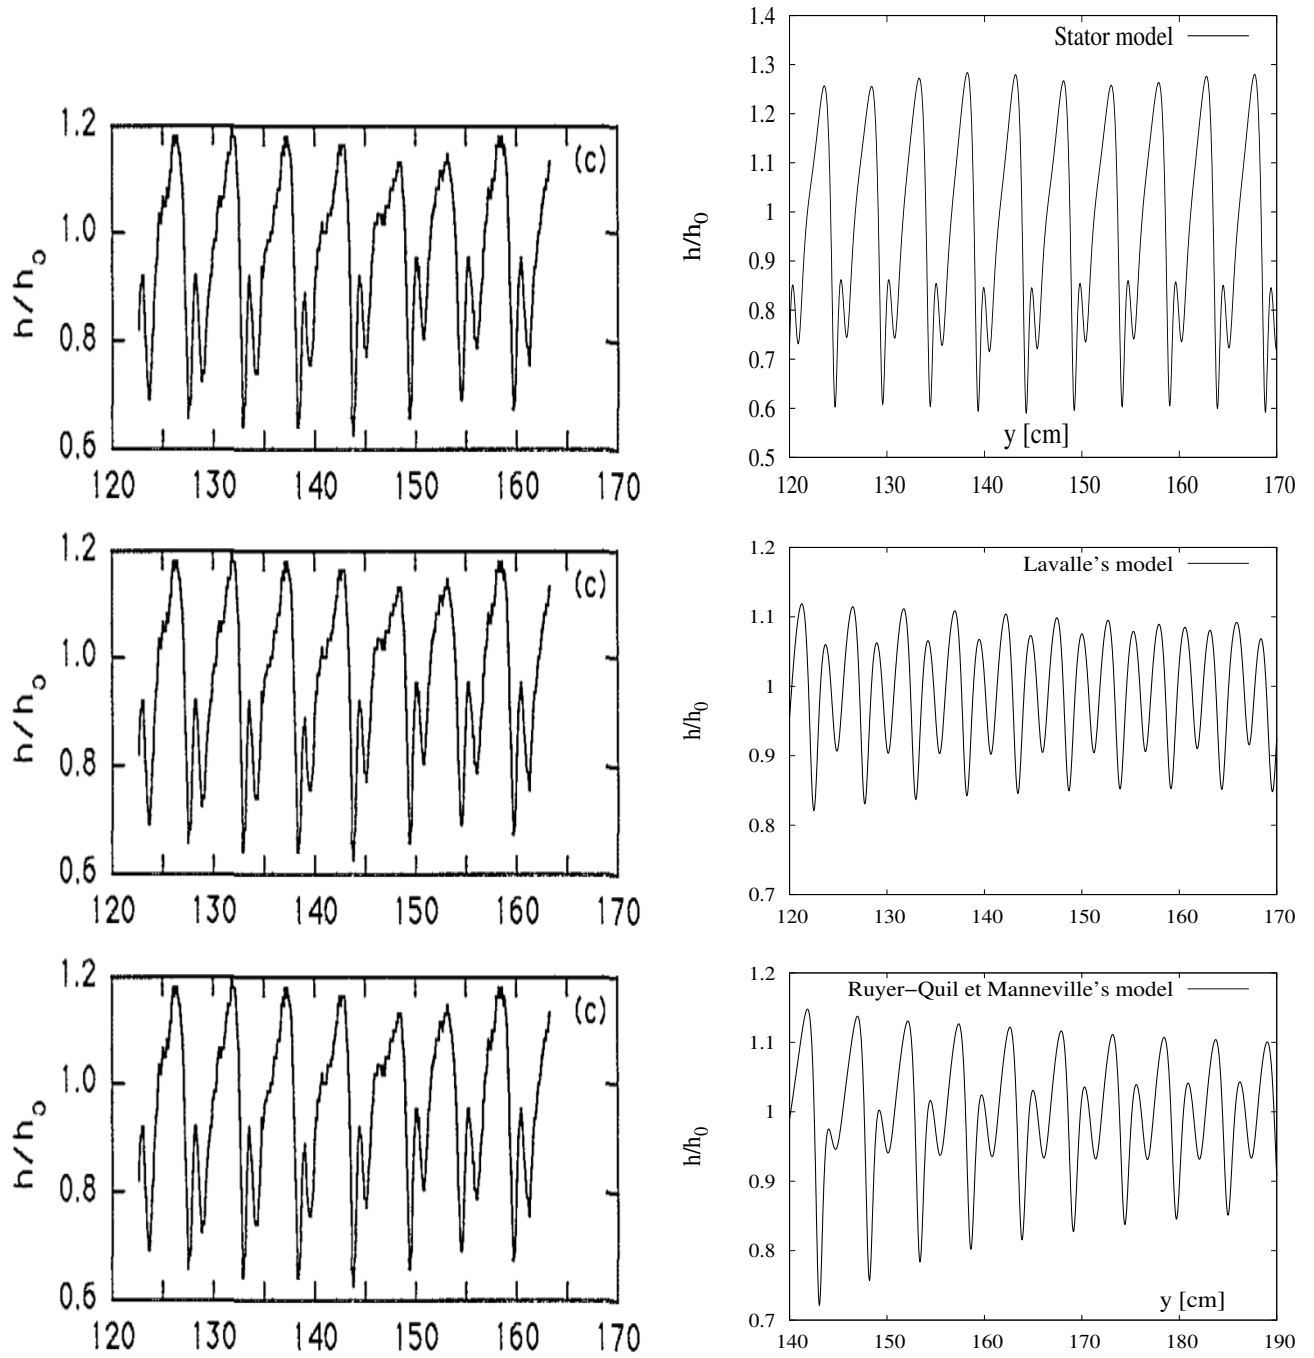 1.2
1.0
0.8
0.6
h/h₀
(c)
120 130 140 150 160 170
1.4
1.3
1.2
1.1
1
0.9
0.8
0.7
0.6
0.5
h/h₀
Stator model
y [cm]
120 130 140 150 160 170
1.2
1.0
0.8
0.6
h/h₀
(c)
120 130 140 150 160 170
1.2
1.1
1
0.9
0.8
0.7
h/h₀
Lavalle's model
120 130 140 150 160 170
1.2
1.0
0.8
0.6
h/h₀
(c)
120 130 140 150 160 170
1.2
1.1
1
0.9
0.8
0.7
h/h₀
Ruyer−Quil et Manneville's model
y [cm]
140 150 160 170 180 190